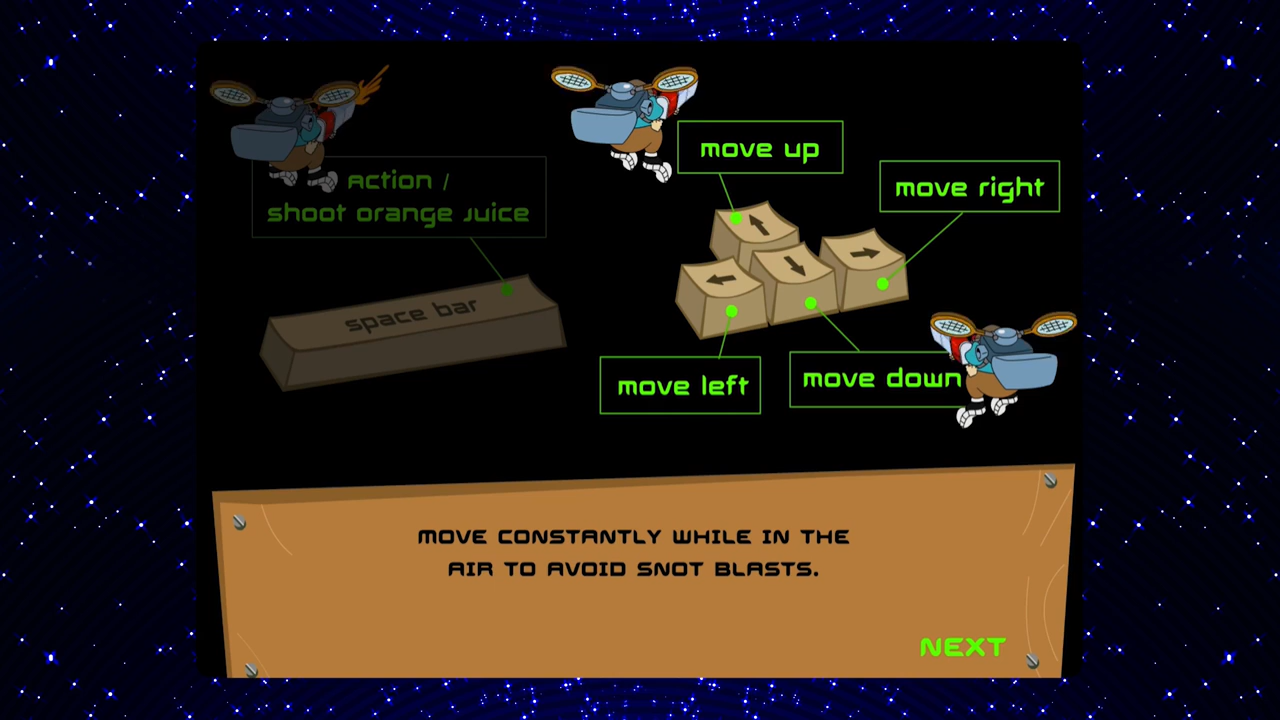 action /
shoot orange juice
space bar
move up
move right
move left
move down
MOVE CONSTANTLY WHILE IN THE
AIR TO AVOID SNOT BLASTS.
NEXT